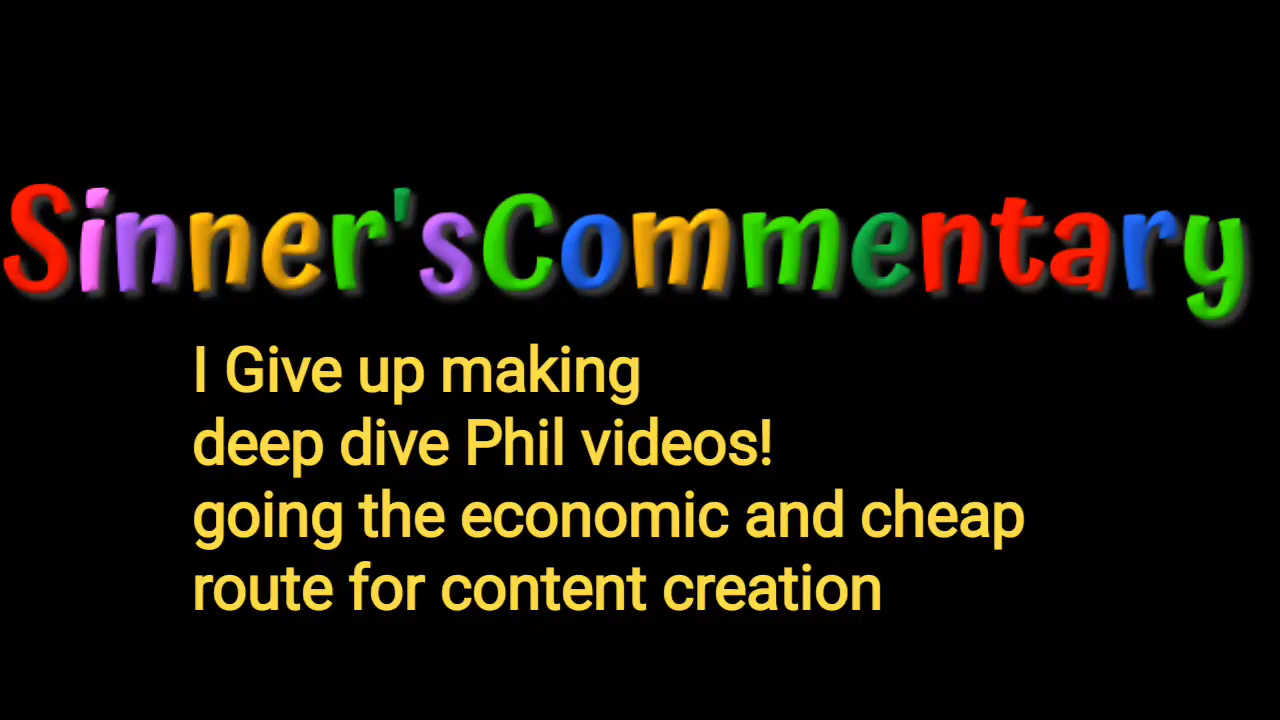 Sinner'sCommentary
I Give up making
deep dive Phil videos!
going the economic and cheap
route for content creation